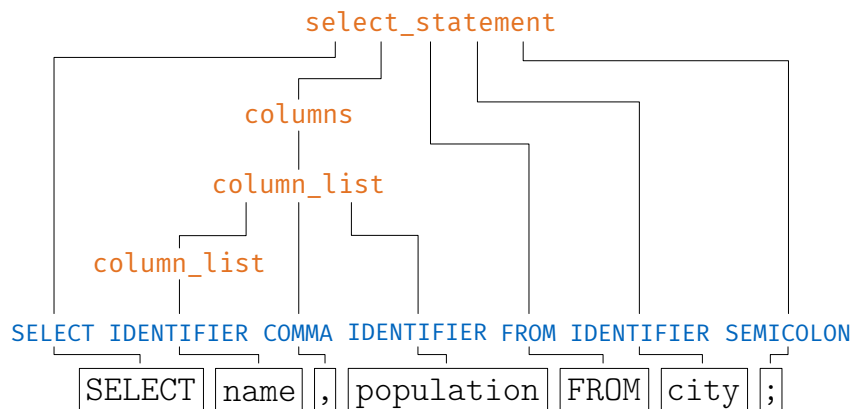 select_statement
columns
column_list
column_list
SELECT IDENTIFIER COMMA IDENTIFIER FROM IDENTIFIER SEMICOLON
SELECT name , population FROM city ;